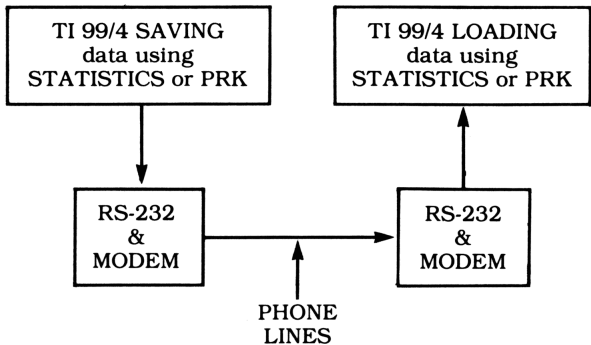 TI 99/4 SAVING
data using
STATISTICS or PRK
TI 99/4 LOADING
data using
STATISTICS or PRK
RS-232
&
MODEM
RS-232
&
MODEM
PHONE
LINES